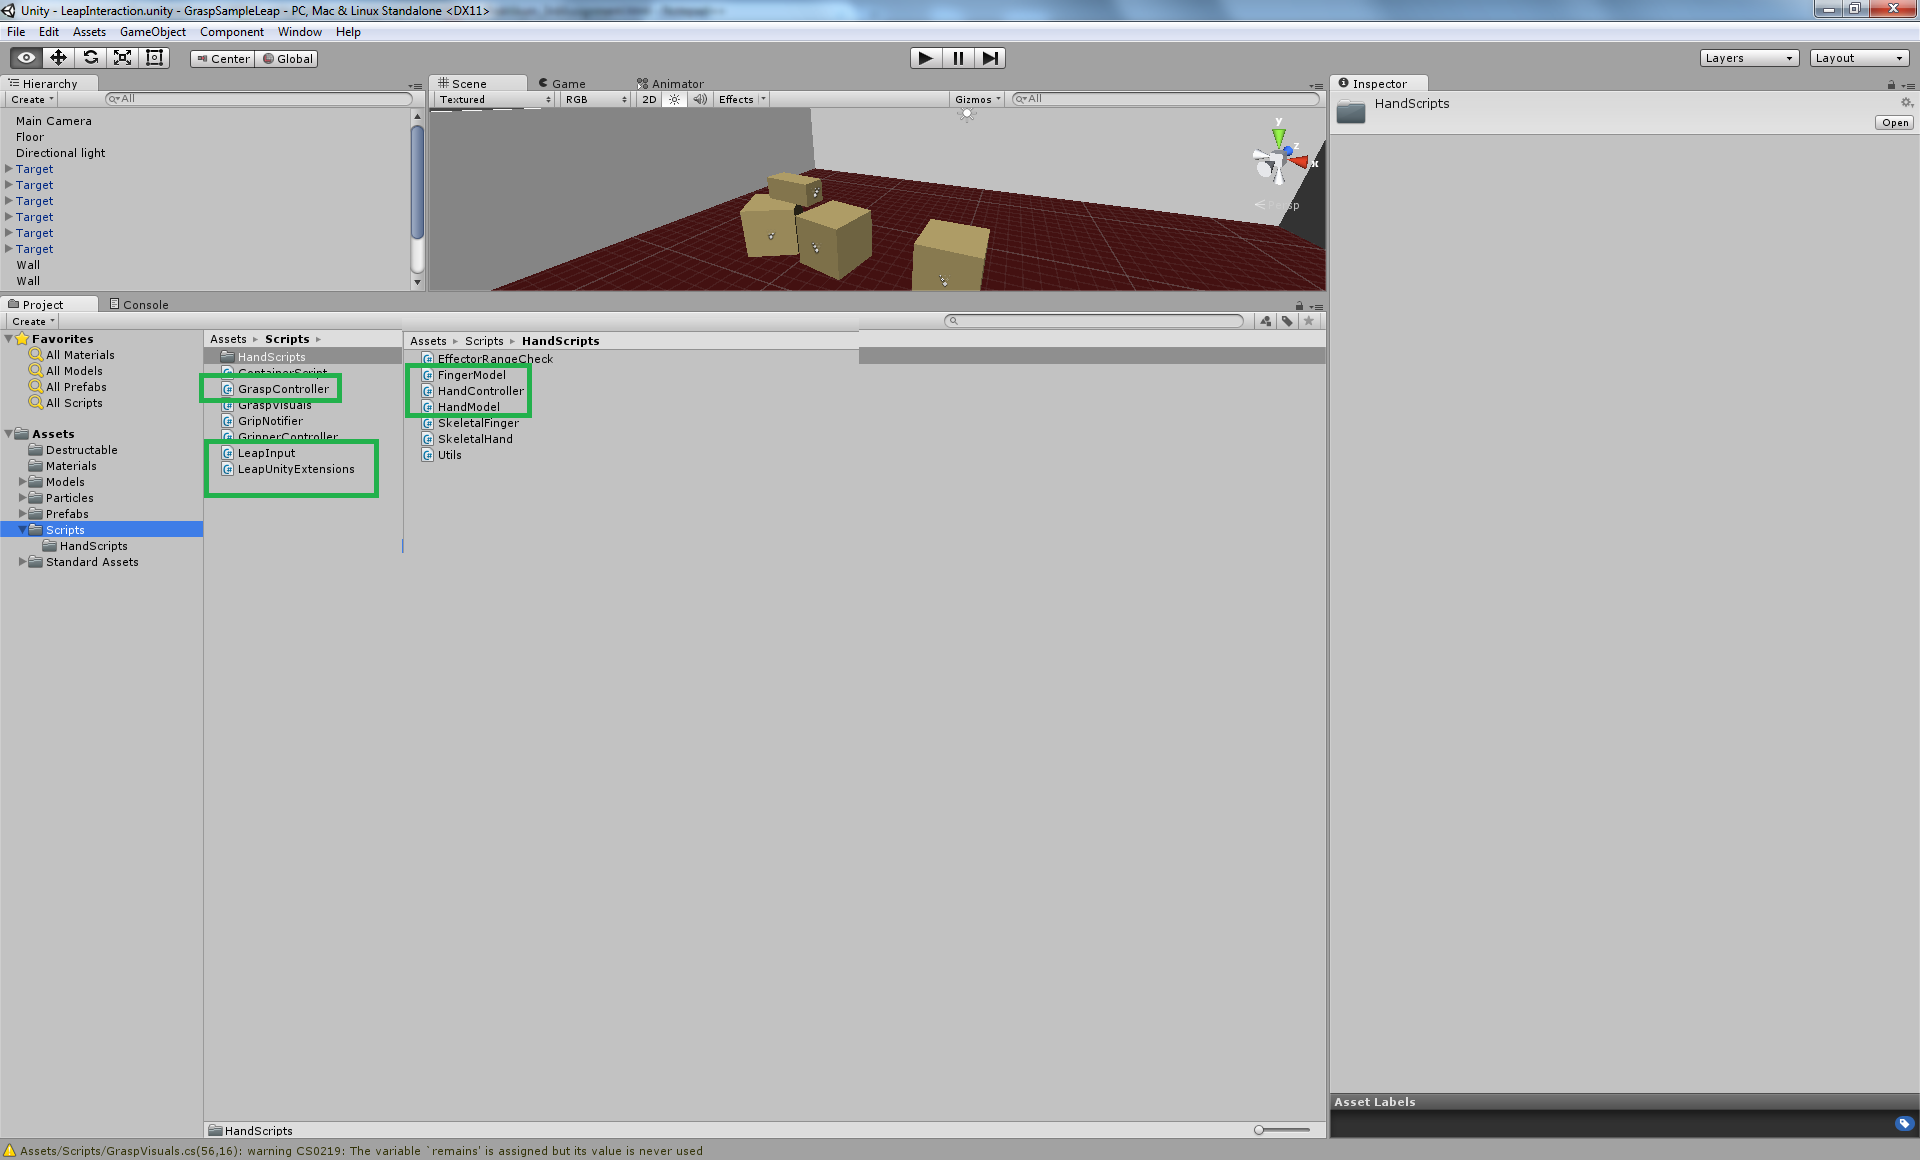 Unity - LeapInteraction.unity - GraspSampleLeap - PC, Mac & Linux Standalone <DX11>
File Edit Assets GameObject Component Window Help
Center Global Layers Layout
Hierarchy
Create All
Main Camera
Floor
Directional light
Target
Target
Target
Target
Target
Target
Wall
Wall
Scene Game Animator
Textured RGB 2D Effects Gizmos All
y
z
x
Persp
Inspector
HandScripts
Open
Project Console
Create
Favorites
All Materials
All Models
All Prefabs
All Scripts
Assets
Destructable
Materials
Models
Particles
Prefabs
Scripts
HandScripts
Standard Assets
Assets Scripts
HandScripts
ContainerScript
GraspController
GraspVisuals
GripNotifier
GripperController
LeapInput
LeapUnityExtensions
Assets Scripts HandScripts
EffectorRangeCheck
FingerModel
HandController
HandModel
SkeletalFinger
SkeletalHand
Utils
HandScripts
Asset Labels
Assets/Scripts/GraspVisuals.cs(56,16): warning CS0219: The variable `remains' is assigned but its value is never used